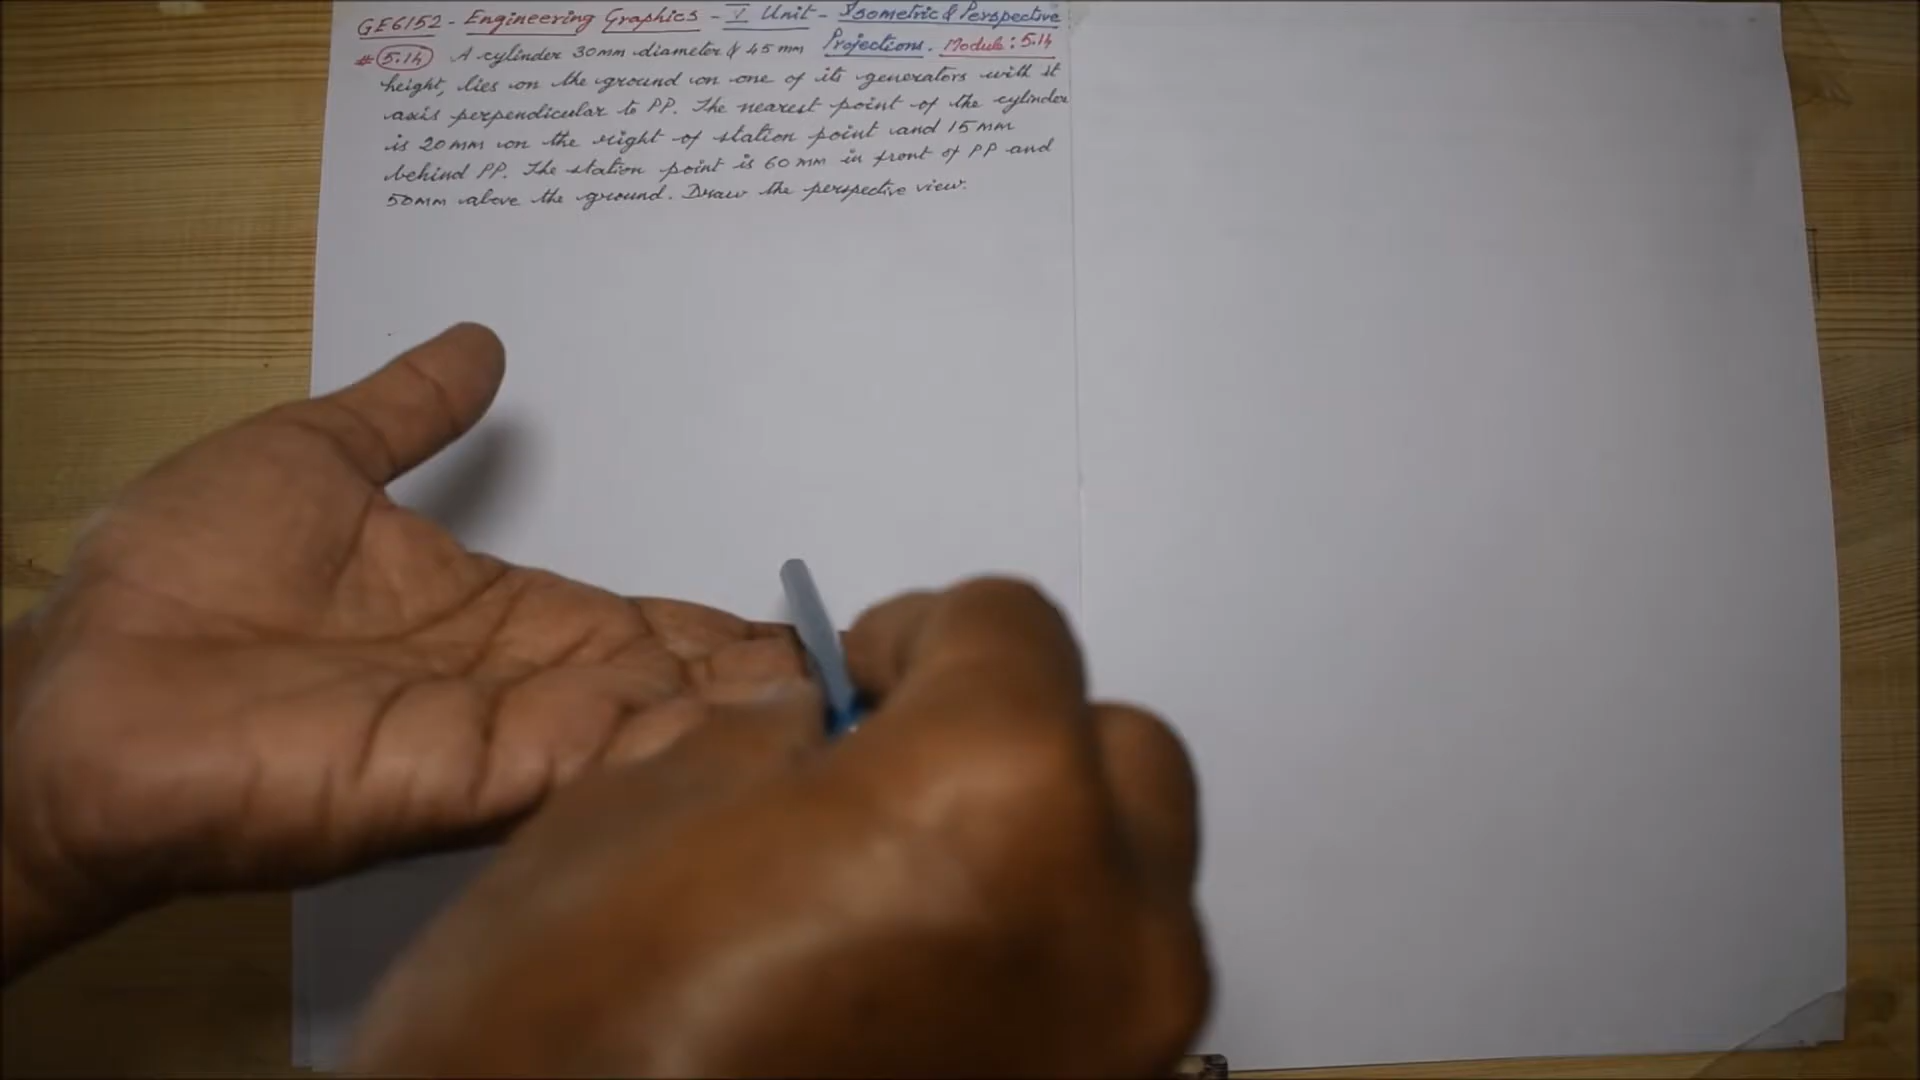 GE6152 - Engineering Graphics - V Unit - Isometric & Perspective
Projections. Module: 5.14
# 5.14 A cylinder 30mm diameter & 45 mm
height, lies on the ground on one of its generators with it
axis perpendicular to PP. The nearest point of the cylinder
is 20mm on the right of station point and 15mm
behind PP. The station point is 60mm in front of PP and
50mm above the ground. Draw the perspective view.